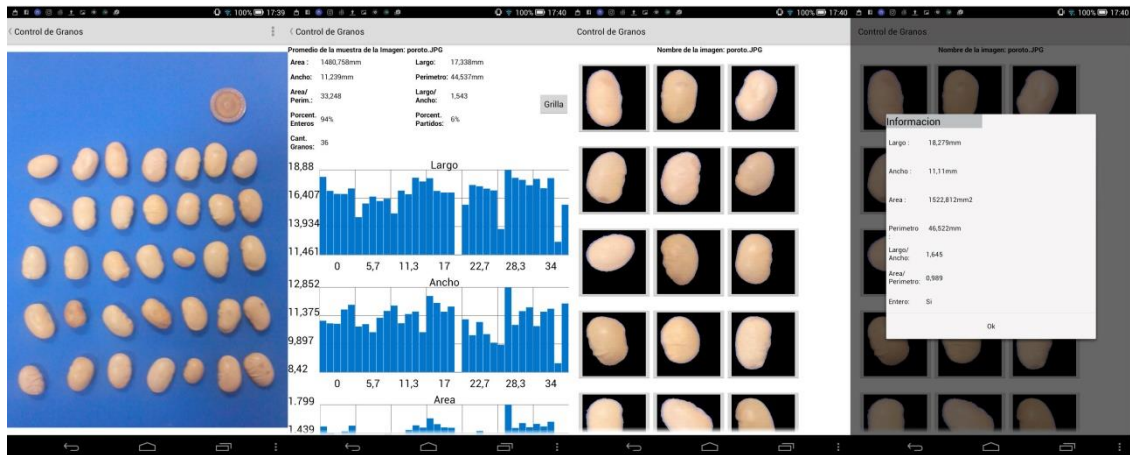 100% 17:39
Control de Granos
100% 17:40
Control de Granos
Promedio de la muestra de la Imagen: poroto.JPG
Area : 1480,758mm Largo: 17,338mm
Ancho: 11,239mm Perimetro: 44,537mm
Area/ Largo/
Perim.: 33,248 Ancho: 1,543
Grilla
Porcent. Porcent.
Enteros 94% Partidos: 6%
Cant.
Granos: 36
Largo
18,88
16,407
13,934
11,461
0 5,7 11,3 17 22,7 28,3 34
Ancho
12,852
11,375
9,897
8,42
0 5,7 11,3 17 22,7 28,3 34
Area
1.799
1.439
100% 17:40
Control de Granos
Nombre de la imagen: poroto.JPG
100% 17:40
Control de Granos
Nombre de la imagen: poroto.JPG
Informacion
Largo : 18,279mm
Ancho : 11,11mm
Area : 1522,812mm2
Perimetro 46,522mm
:
Largo/
Ancho: 1,645
Area/
Perimetro: 0,989
Entero: Si
Ok